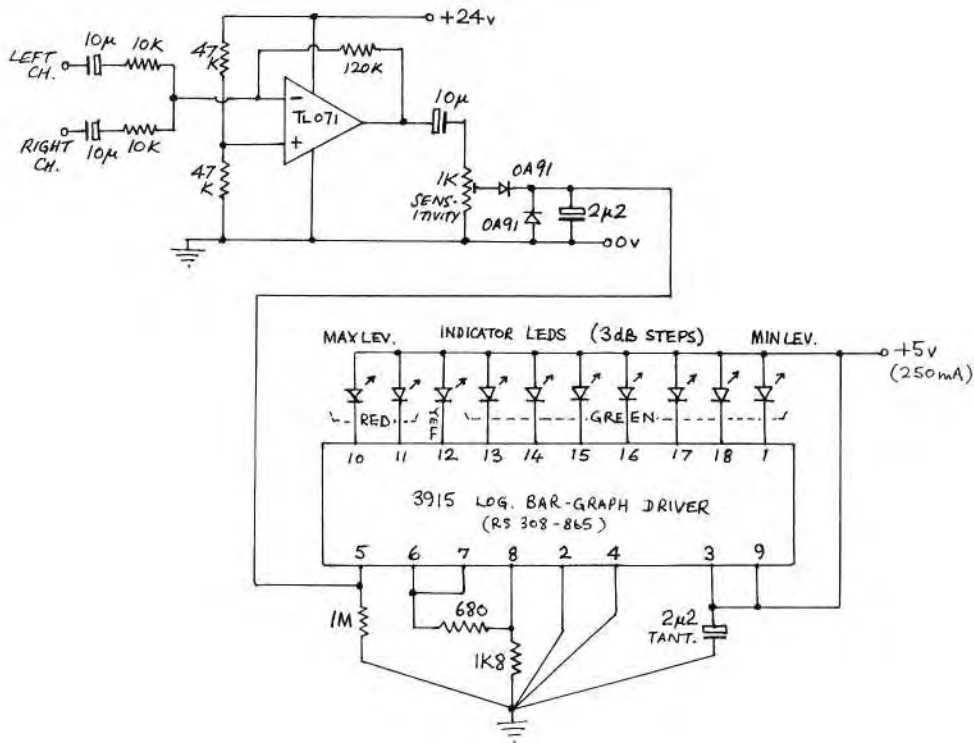 +24v
LEFT CH.
10μ
10K
47K
120K
TL071
−
+
RIGHT CH.
10μ
10K
47K
10μ
1K
SENS-ITIVITY
OA91
OA91
2μ2
0v
MAX LEV.
INDICATOR LEDS (3dB STEPS)
MIN LEV.
+5v
(250mA)
RED
YELL
GREEN
10 11 12 13 14 15 16 17 18 1
3915 LOG. BAR-GRAPH DRIVER
(RS 308-865)
5 6 7 8 2 4 3 9
1M
680
1K8
2μ2
TANT.